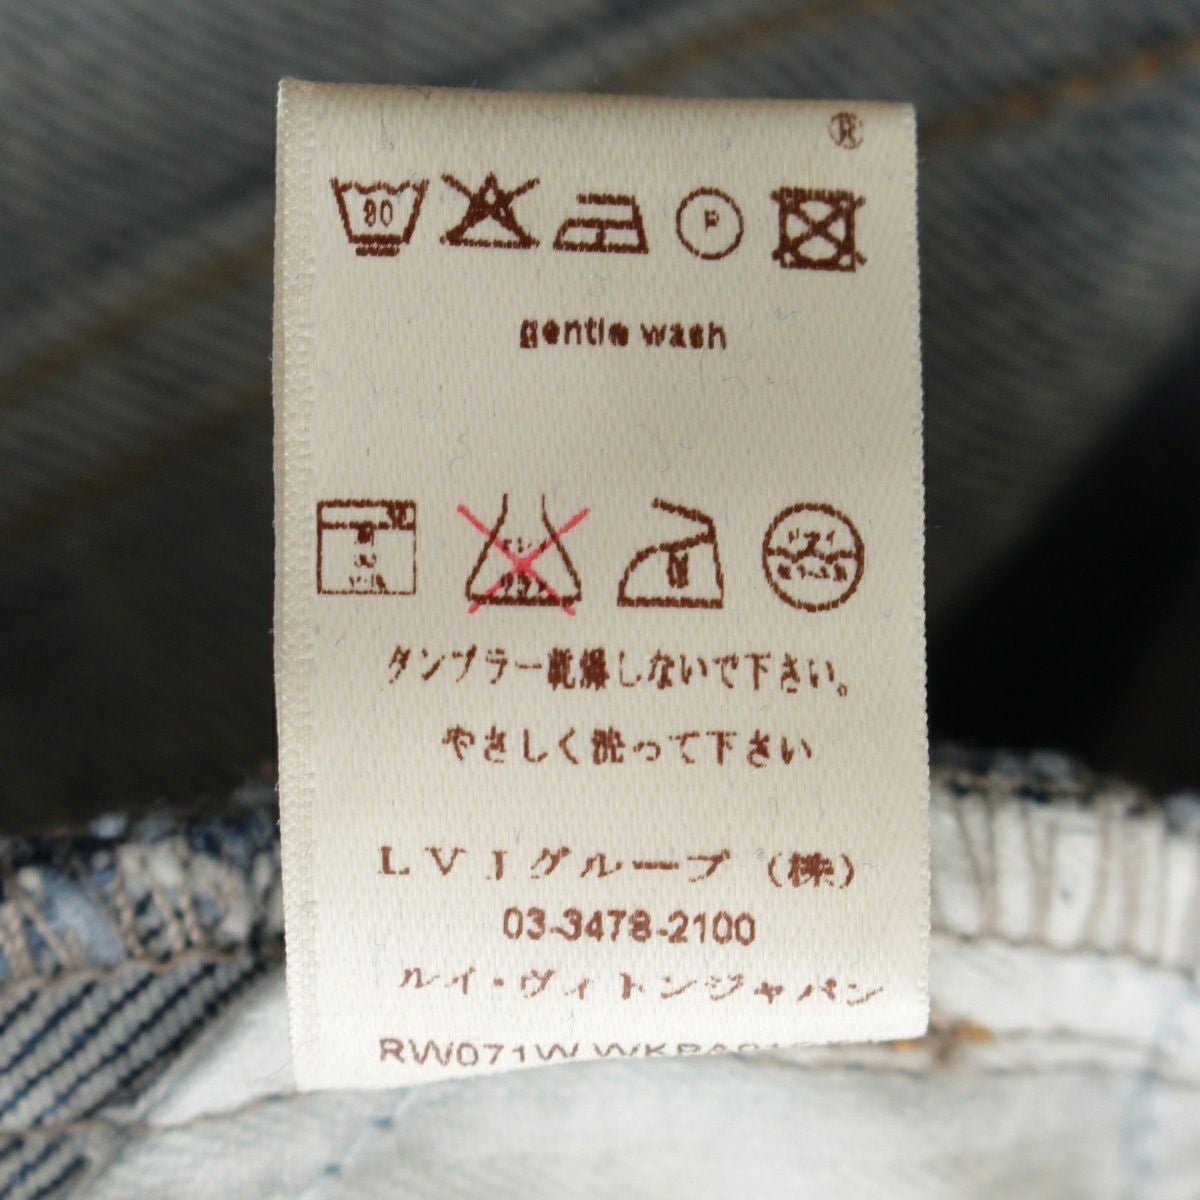 ®
30 P
gentle wash
タンブラー乾燥しないで下さい。
やさしく洗って下さい
LVJグループ（株）
03-3478-2100
ルイ・ヴィトンジャパン
RW071W